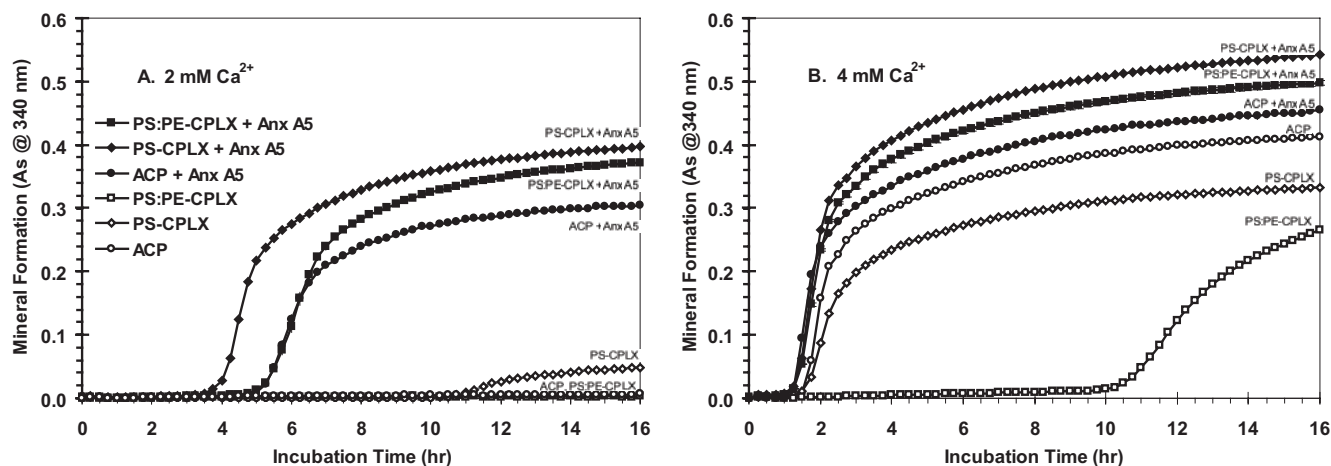 Mineral Formation (As @ 340 nm)
0.6
0.5
0.4
0.3
0.2
0.1
0.0
A. 2 mM Ca²⁺
PS:PE-CPLX + Anx A5
PS-CPLX + Anx A5
ACP + Anx A5
PS:PE-CPLX
PS-CPLX
ACP
PS-CPLX + Anx A5
PS:PE-CPLX + Anx A5
ACP + Anx A5
PS-CPLX
ACP, PS:PE-CPLX
0 2 4 6 8 10 12 14 16
Incubation Time (hr)
Mineral Formation (As @ 340 nm)
0.6
0.5
0.4
0.3
0.2
0.1
0.0
B. 4 mM Ca²⁺
PS-CPLX + Anx A5
PS:PE-CPLX + Anx A5
ACP + Anx A5
ACP
PS-CPLX
PS:PE-CPLX
0 2 4 6 8 10 12 14 16
Incubation Time (hr)